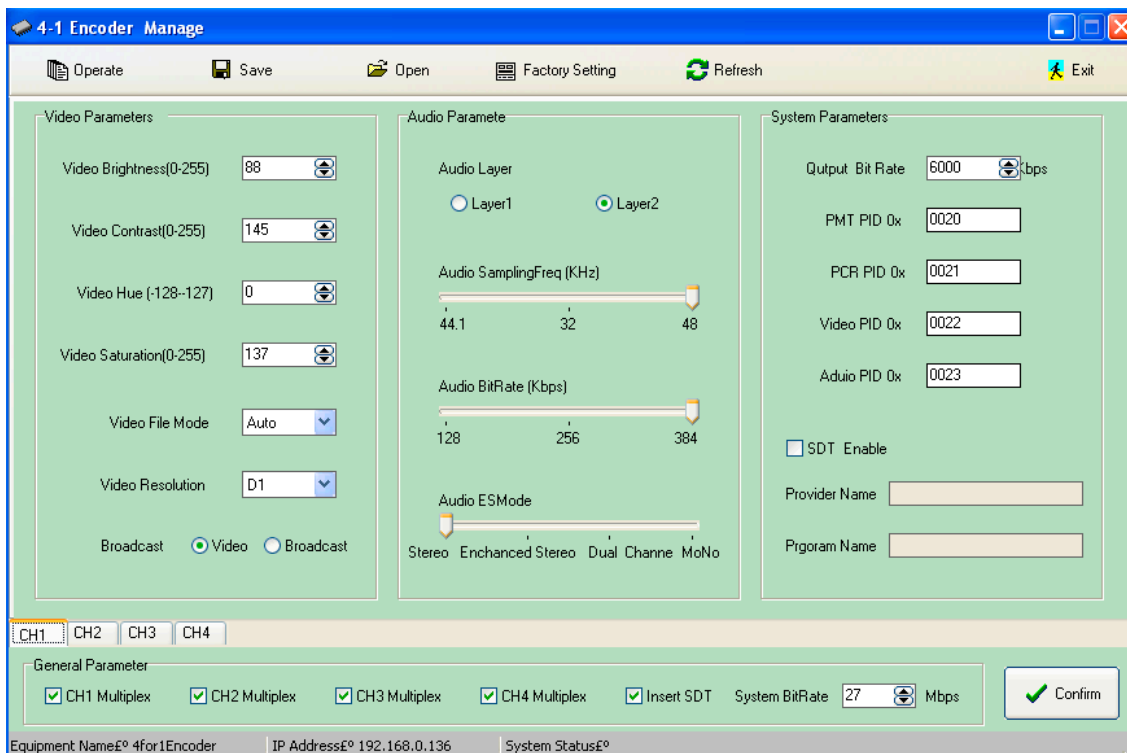 4-1 Encoder Manage
Operate Save Open Factory Setting Refresh Exit
Video Parameters
Video Brightness(0-255) 88
Video Contrast(0-255) 145
Video Hue (-128--127) 0
Video Saturation(0-255) 137
Video File Mode Auto
Video Resolution D1
Broadcast Video Broadcast
Audio Paramete
Audio Layer
Layer1 Layer2
Audio SamplingFreq (KHz)
44.1 32 48
Audio BitRate (Kbps)
128 256 384
Audio ESMode
Stereo Enchanced Stereo Dual Channe MoNo
System Parameters
Qutput Bit Rate 6000 Kbps
PMT PID 0x 0020
PCR PID 0x 0021
Video PID 0x 0022
Aduio PID 0x 0023
SDT Enable
Provider Name
Prgoram Name
CH1 CH2 CH3 CH4
General Parameter
CH1 Multiplex CH2 Multiplex CH3 Multiplex CH4 Multiplex Insert SDT System BitRate 27 Mbps Confirm
Equipment Name£º 4for1Encoder IP Address£º 192.168.0.136 System Status£º